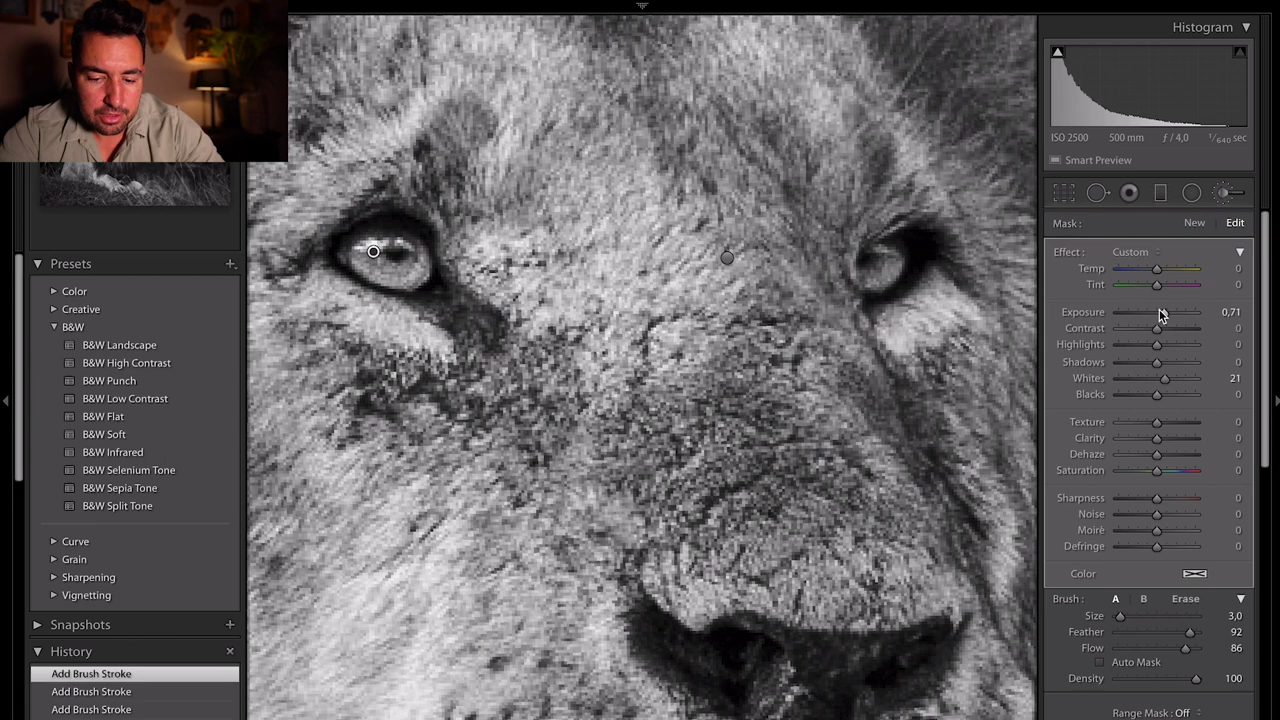 Histogram
ISO 2500 500 mm ƒ / 4,0 1/640 sec
Smart Preview
Mask : New Edit
Effect : Custom
Temp 0
Tint 0
Exposure 0,71
Contrast 0
Highlights 0
Shadows 0
Whites 21
Blacks 0
Texture 0
Clarity 0
Dehaze 0
Saturation 0
Sharpness 0
Noise 0
Moiré 0
Defringe 0
Color
Brush : A B Erase
Size 3,0
Feather 92
Flow 86
Auto Mask
Density 100
Range Mask : Off
Presets
Color
Creative
B&W
B&W Landscape
B&W High Contrast
B&W Punch
B&W Low Contrast
B&W Flat
B&W Soft
B&W Infrared
B&W Selenium Tone
B&W Sepia Tone
B&W Split Tone
Curve
Grain
Sharpening
Vignetting
Snapshots
History
Add Brush Stroke
Add Brush Stroke
Add Brush Stroke